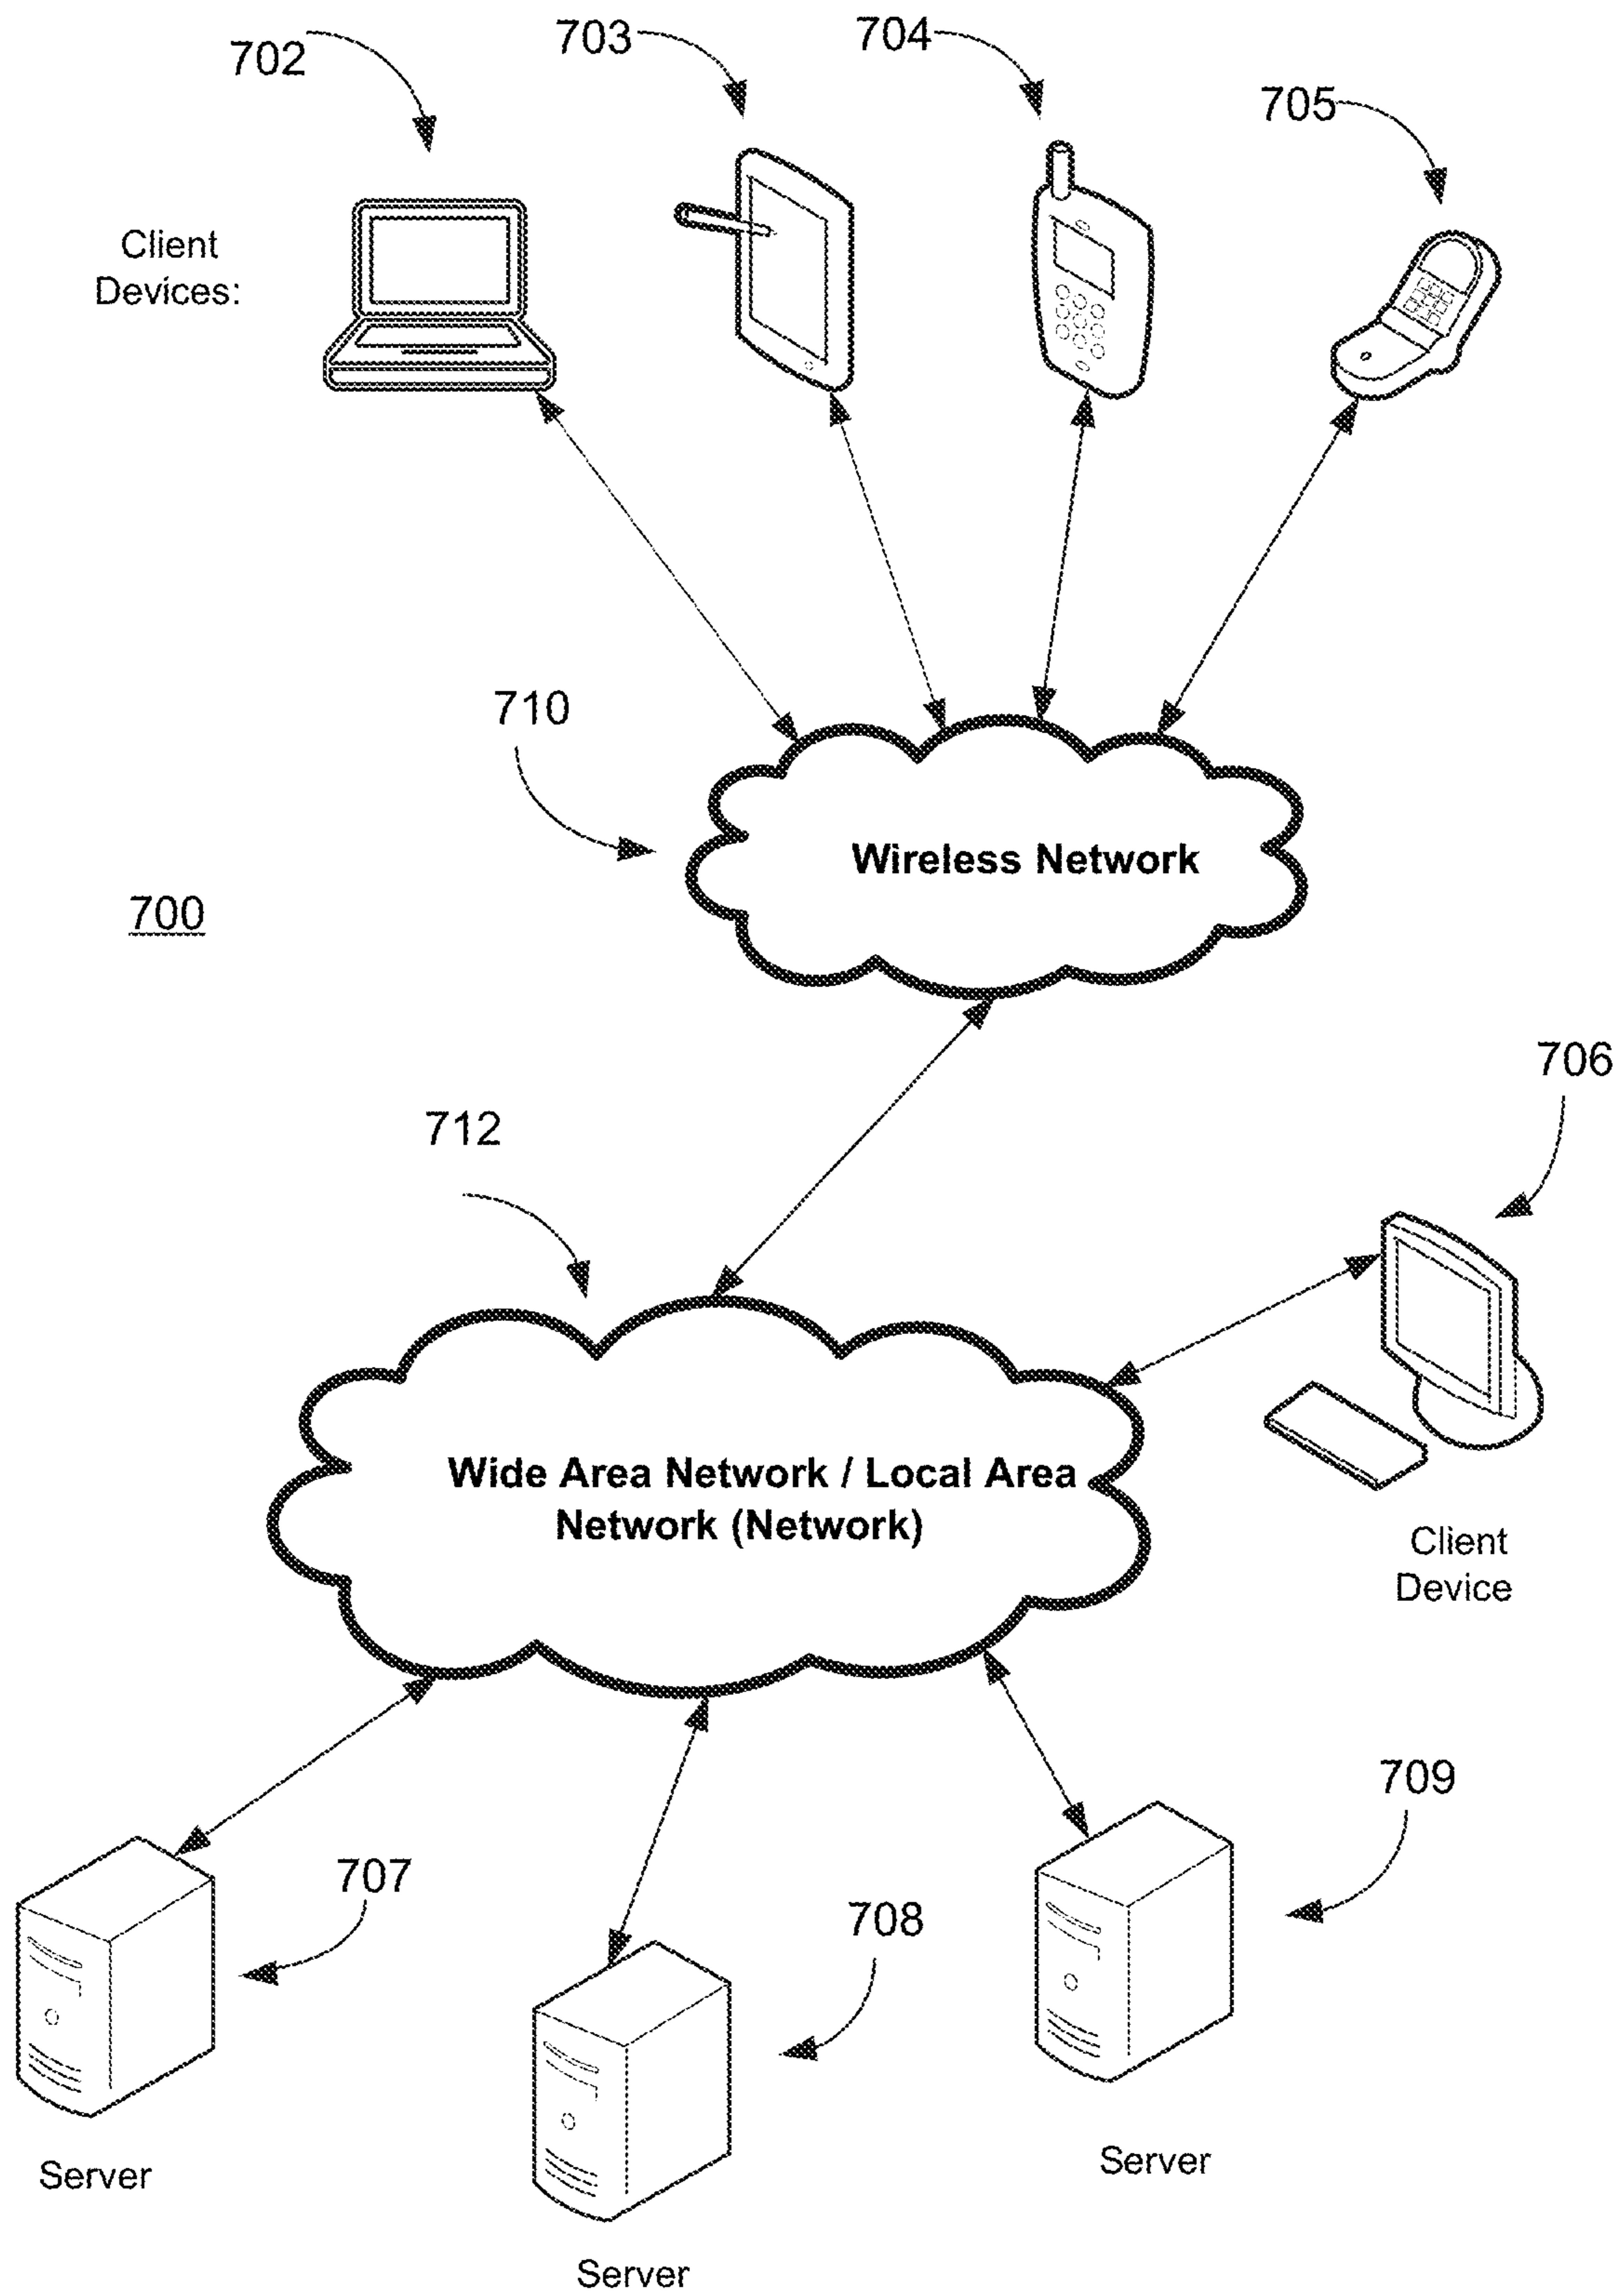 702
703
704
705
Client
Devices:
710
Wireless Network
700
706
712
Wide Area Network / Local Area
Network (Network)
Client
Device
709
707
708
Server
Server
Server